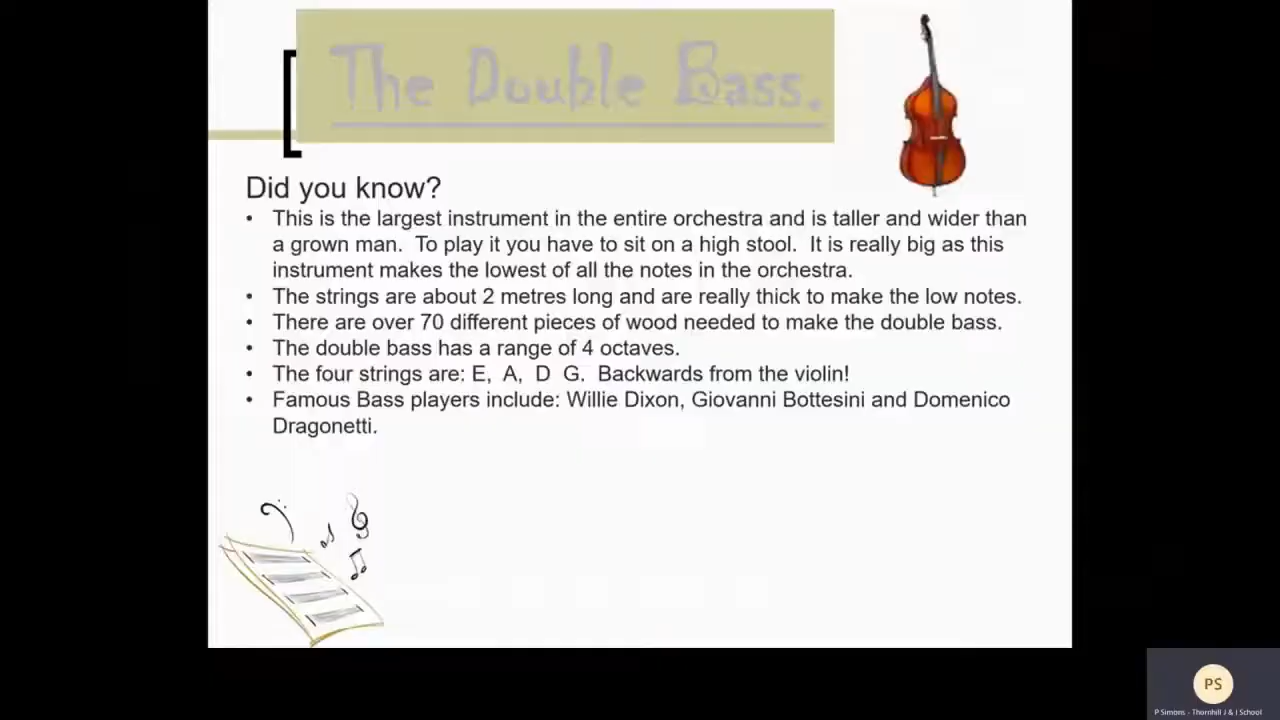 The Double Bass.
Did you know?
• This is the largest instrument in the entire orchestra and is taller and wider than
a grown man.  To play it you have to sit on a high stool.  It is really big as this
instrument makes the lowest of all the notes in the orchestra.
• The strings are about 2 metres long and are really thick to make the low notes.
• There are over 70 different pieces of wood needed to make the double bass.
• The double bass has a range of 4 octaves.
• The four strings are: E,  A,  D  G.  Backwards from the violin!
• Famous Bass players include: Willie Dixon, Giovanni Bottesini and Domenico
Dragonetti.
PS
P Simons - Thornhill J & I School